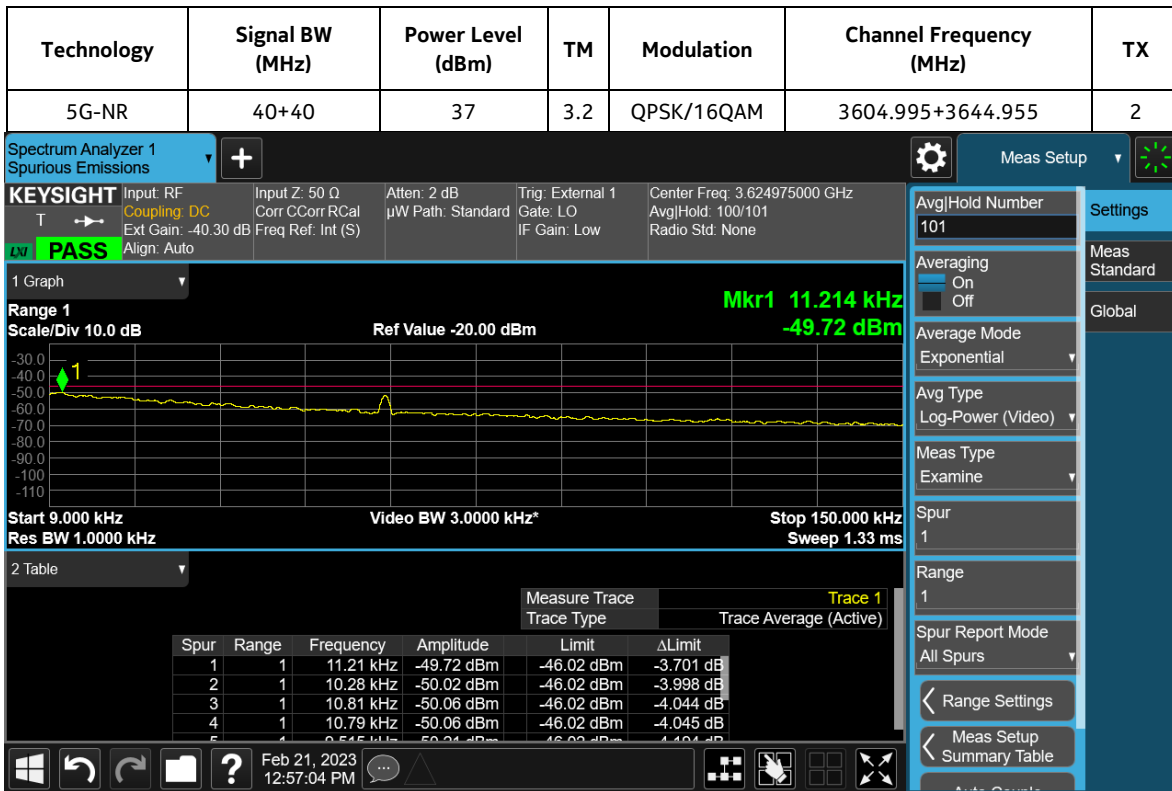 Technology Signal BW (MHz) Power Level (dBm) TM Modulation Channel Frequency (MHz) TX
5G-NR 40+40 37 3.2 QPSK/16QAM 3604.995+3644.955 2
Spectrum Analyzer 1
Spurious Emissions
+
Meas Setup
KEYSIGHT Input: RF Input Z: 50 Ω Atten: 2 dB Trig: External 1 Center Freq: 3.624975000 GHz
T Coupling: DC Corr CCorr RCal µW Path: Standard Gate: LO Avg|Hold: 100/101
Ext Gain: -40.30 dB Freq Ref: Int (S) IF Gain: Low Radio Std: None
LXI PASS Align: Auto
1 Graph
Range 1
Mkr1 11.214 kHz
Scale/Div 10.0 dB Ref Value -20.00 dBm -49.72 dBm
1
-30.0
-40.0
-50.0
-60.0
-70.0
-80.0
-90.0
-100
-110
Start 9.000 kHz Video BW 3.0000 kHz* Stop 150.000 kHz
Res BW 1.0000 kHz Sweep 1.33 ms
2 Table
Measure Trace Trace 1
Trace Type Trace Average (Active)
Spur Range Frequency Amplitude Limit ΔLimit
1 1 11.21 kHz -49.72 dBm -46.02 dBm -3.701 dB
2 1 10.28 kHz -50.02 dBm -46.02 dBm -3.998 dB
3 1 10.81 kHz -50.06 dBm -46.02 dBm -4.044 dB
4 1 10.79 kHz -50.06 dBm -46.02 dBm -4.045 dB
Avg|Hold Number
101
Averaging
On
Off
Average Mode
Exponential
Avg Type
Log-Power (Video)
Meas Type
Examine
Spur
1
Range
1
Spur Report Mode
All Spurs
Range Settings
Meas Setup
Summary Table
Settings
Meas
Standard
Global
?
Feb 21, 2023
12:57:04 PM